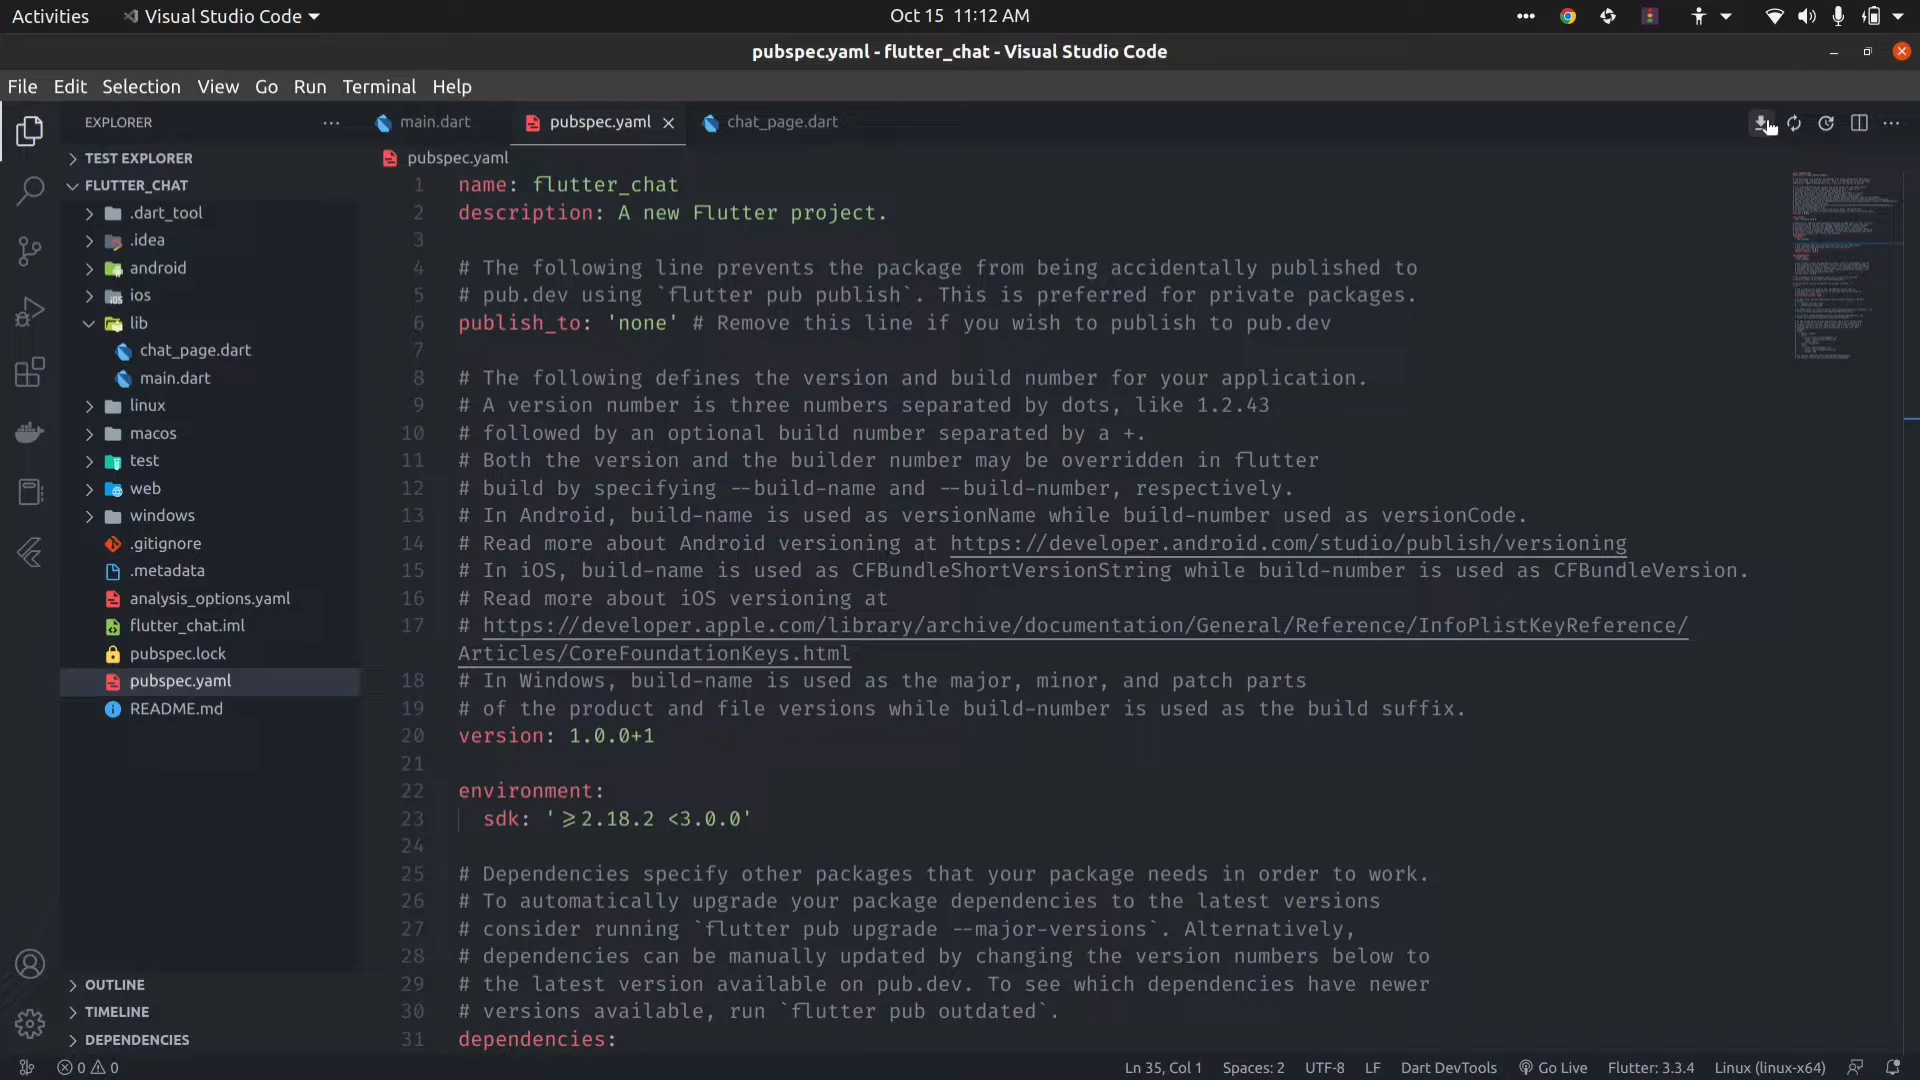 Activities
Visual Studio Code
Oct 15 11:12 AM
pubspec.yaml - flutter_chat - Visual Studio Code
File Edit Selection View Go Run Terminal Help
EXPLORER
main.dart
pubspec.yaml
chat_page.dart
TEST EXPLORER
FLUTTER_CHAT
.dart_tool
.idea
android
ios
lib
chat_page.dart
main.dart
linux
macos
test
web
windows
.gitignore
.metadata
analysis_options.yaml
flutter_chat.iml
pubspec.lock
pubspec.yaml
README.md
OUTLINE
TIMELINE
DEPENDENCIES
pubspec.yaml
1 name: flutter_chat
2 description: A new Flutter project.
3
4 # The following line prevents the package from being accidentally published to
5 # pub.dev using `flutter pub publish`. This is preferred for private packages.
6 publish_to: 'none' # Remove this line if you wish to publish to pub.dev
7
8 # The following defines the version and build number for your application.
9 # A version number is three numbers separated by dots, like 1.2.43
10 # followed by an optional build number separated by a +.
11 # Both the version and the builder number may be overridden in flutter
12 # build by specifying --build-name and --build-number, respectively.
13 # In Android, build-name is used as versionName while build-number used as versionCode.
14 # Read more about Android versioning at https://developer.android.com/studio/publish/versioning
15 # In iOS, build-name is used as CFBundleShortVersionString while build-number is used as CFBundleVersion.
16 # Read more about iOS versioning at
17 # https://developer.apple.com/library/archive/documentation/General/Reference/InfoPlistKeyReference/
Articles/CoreFoundationKeys.html
18 # In Windows, build-name is used as the major, minor, and patch parts
19 # of the product and file versions while build-number is used as the build suffix.
20 version: 1.0.0+1
21
22 environment:
23 sdk: '>=2.18.2 <3.0.0'
24
25 # Dependencies specify other packages that your package needs in order to work.
26 # To automatically upgrade your package dependencies to the latest versions
27 # consider running `flutter pub upgrade --major-versions`. Alternatively,
28 # dependencies can be manually updated by changing the version numbers below to
29 # the latest version available on pub.dev. To see which dependencies have newer
30 # versions available, run `flutter pub outdated`.
31 dependencies:
0 0
Ln 35, Col 1 Spaces: 2 UTF-8 LF Dart DevTools Go Live Flutter: 3.3.4 Linux (linux-x64)